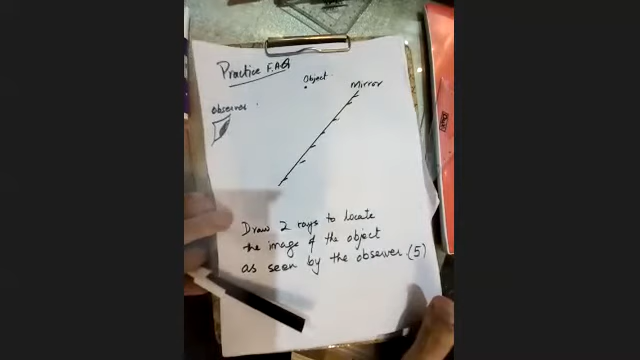 Practice F.A.Q
Object
Mirror
Observer
Draw 2 rays to locate
the image of the object
as seen by the observer. (5)